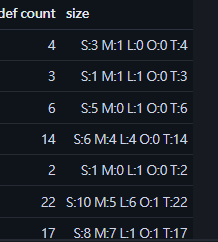 def count size
4 S:3 M:1 L:0 O:0 T:4
3 S:1 M:1 L:1 O:0 T:3
6 S:5 M:0 L:1 O:0 T:6
14 S:6 M:4 L:4 O:0 T:14
2 S:1 M:0 L:1 O:0 T:2
22 S:10 M:5 L:6 O:1 T:22
17 S:8 M:7 L:1 O:1 T:17